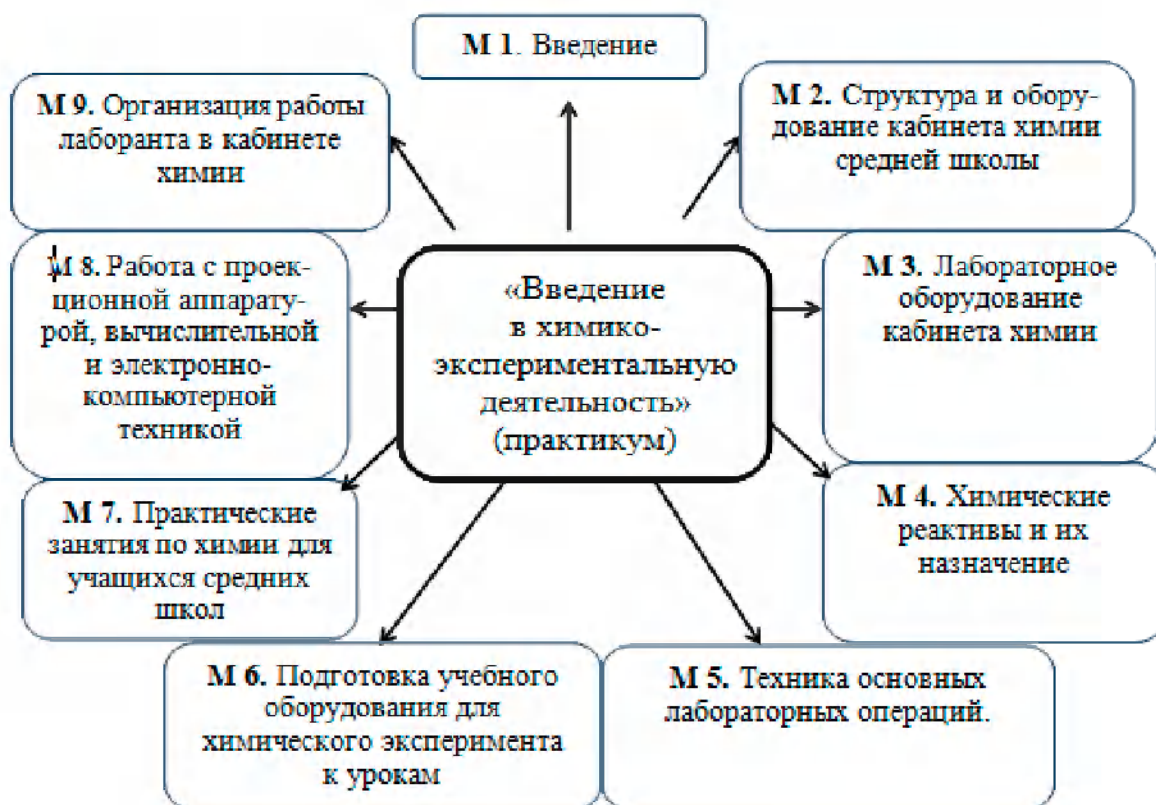 М 1. Введение
М 2. Структура и обору-
дование кабинета химии
средней школы
М 3. Лабораторное
оборудование
кабинета химии
М 4. Химические
реактивы и их
назначение
М 5. Техника основных
лабораторных операций.
М 6. Подготовка учебного
оборудования для
химического эксперимента
к урокам
М 7. Практические
занятия по химии для
учащихся средних
школ
М 8. Работа с проек-
ционной аппарату-
рой, вычислительной
и электронно-
компьютерной
техникой
М 9. Организация работы
лаборанта в кабинете
химии
«Введение
в химико-
экспериментальную
деятельность»
(практикум)